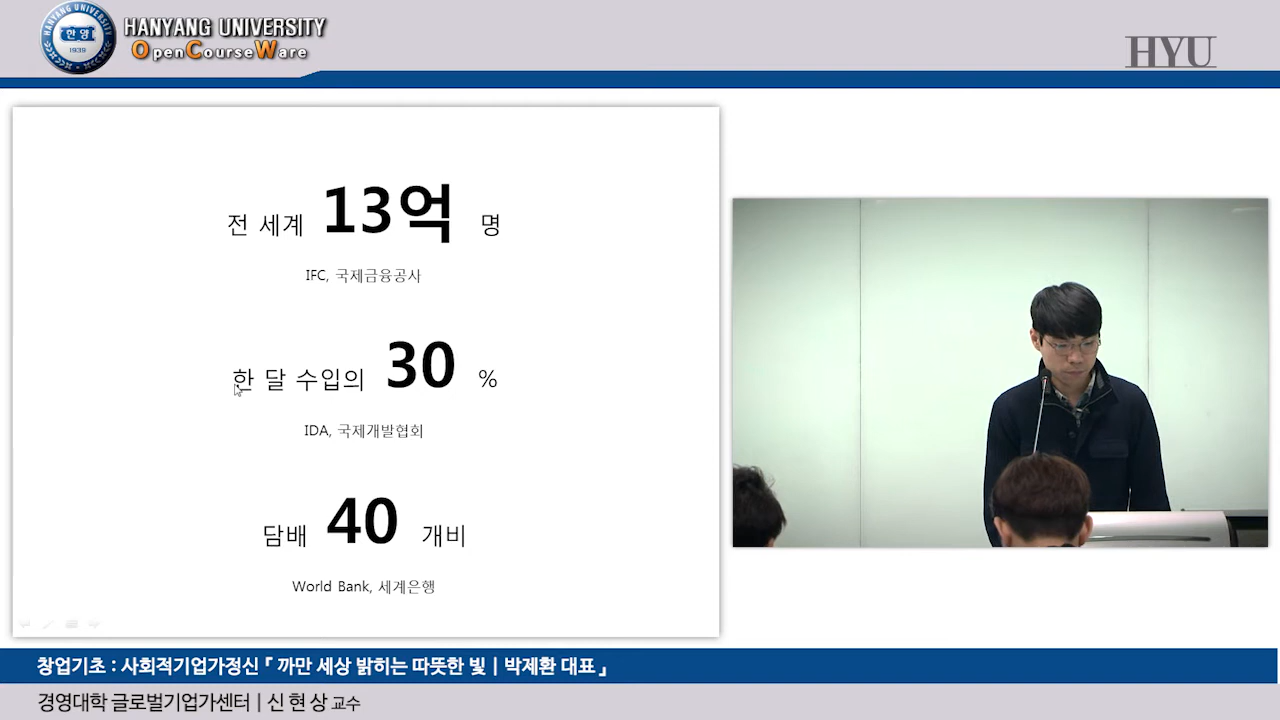 한양
1939
HANYANG UNIVERSITY
OpenCourseWare
HYU
전 세계 13억 명
IFC, 국제금융공사
한 달 수입의 30 %
IDA, 국제개발협회
담배 40 개비
World Bank, 세계은행
창업기초 : 사회적기업가정신『 까만 세상 밝히는 따뜻한 빛 | 박제환 대표 』
경영대학 글로벌기업가센터 | 신 현 상 교수